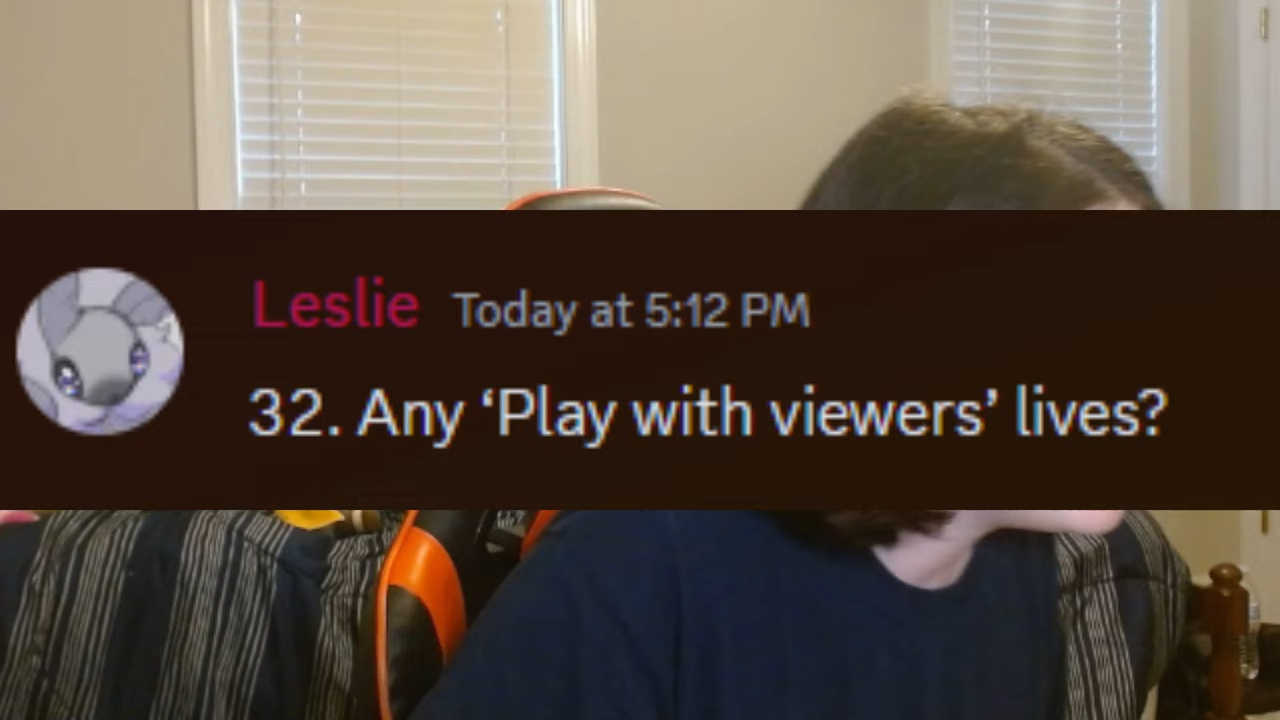 Leslie Today at 5:12 PM
32. Any ‘Play with viewers’ lives?